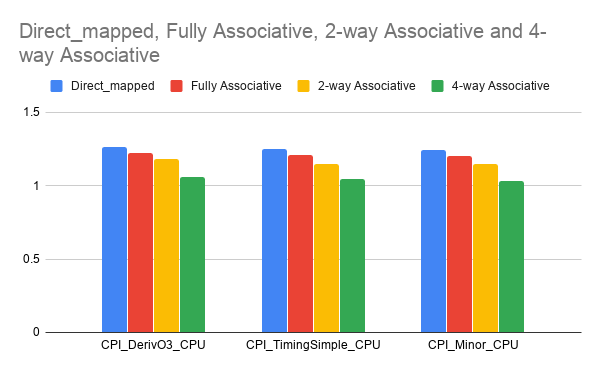 Direct_mapped, Fully Associative, 2-way Associative and 4-
way Associative
Direct_mapped Fully Associative 2-way Associative 4-way Associative
1.5
1
0.5
0
CPI_DerivO3_CPU CPI_TimingSimple_CPU CPI_Minor_CPU